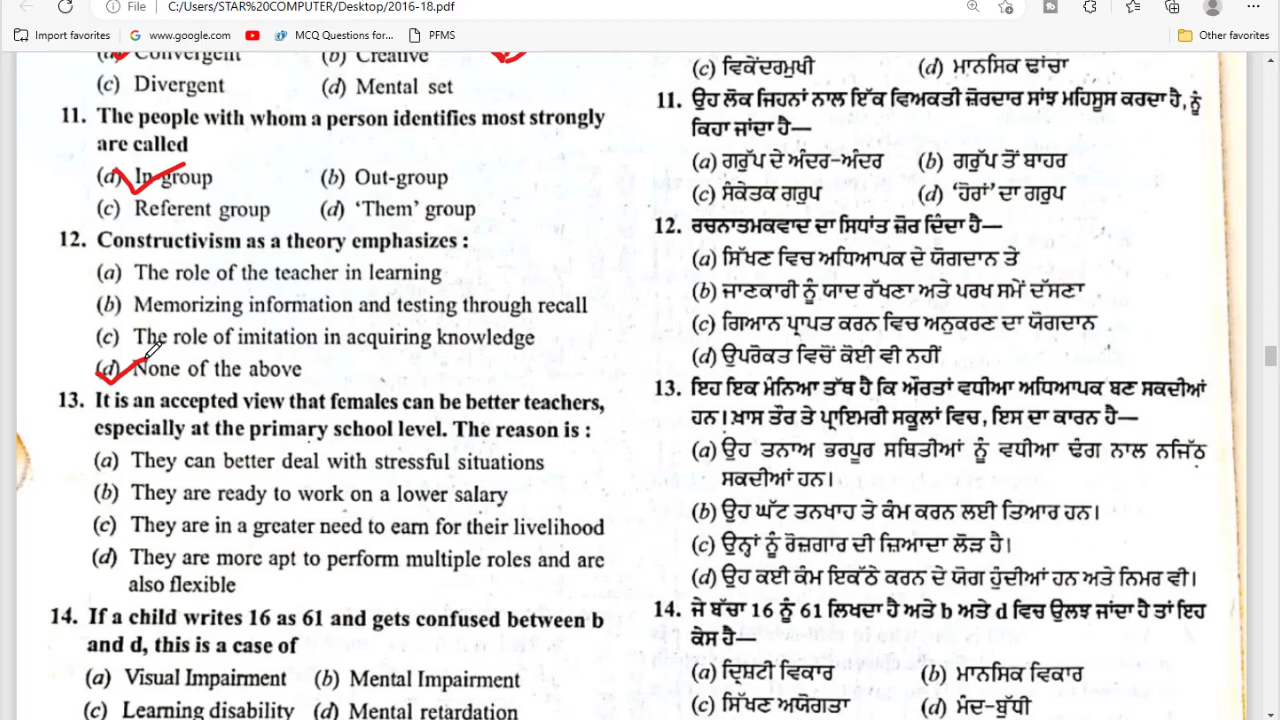 File
C:/Users/STAR%20COMPUTER/Desktop/2016-18.pdf
Import favorites
www.google.com
MCQ Questions for...
PFMS
Other favorites
(a) Convergent (b) Creative
(c) Divergent (d) Mental set
11. The people with whom a person identifies most strongly
are called
(a) In-group (b) Out-group
(c) Referent group (d) ‘Them’ group
12. Constructivism as a theory emphasizes :
(a) The role of the teacher in learning
(b) Memorizing information and testing through recall
(c) The role of imitation in acquiring knowledge
(d) None of the above
13. It is an accepted view that females can be better teachers,
especially at the primary school level. The reason is :
(a) They can better deal with stressful situations
(b) They are ready to work on a lower salary
(c) They are in a greater need to earn for their livelihood
(d) They are more apt to perform multiple roles and are
also flexible
14. If a child writes 16 as 61 and gets confused between b
and d, this is a case of
(a) Visual Impairment (b) Mental Impairment
(c) Learning disability (d) Mental retardation
(c) ਵਿਕੇਂਦਰਮੁਖੀ (d) ਮਾਨਸਿਕ ਢਾਂਚਾ
11. ਉਹ ਲੋਕ ਜਿਹਨਾਂ ਨਾਲ ਇੱਕ ਵਿਅਕਤੀ ਜ਼ੋਰਦਾਰ ਸਾਂਝ ਮਹਿਸੂਸ ਕਰਦਾ ਹੈ, ਨੂੰ
ਕਿਹਾ ਜਾਂਦਾ ਹੈ—
(a) ਗਰੁੱਪ ਦੇ ਅੰਦਰ-ਅੰਦਰ (b) ਗਰੁੱਪ ਤੋਂ ਬਾਹਰ
(c) ਸੰਕੇਤਕ ਗਰੁਪ (d) ‘ਹੋਰਾਂ’ ਦਾ ਗਰੁਪ
12. ਰਚਨਾਤਮਕਵਾਦ ਦਾ ਸਿਧਾਂਤ ਜ਼ੋਰ ਦਿੰਦਾ ਹੈ—
(a) ਸਿੱਖਣ ਵਿਚ ਅਧਿਆਪਕ ਦੇ ਯੋਗਦਾਨ ਤੇ
(b) ਜਾਣਕਾਰੀ ਨੂੰ ਯਾਦ ਰੱਖਣਾ ਅਤੇ ਪਰਖ ਸਮੇਂ ਦੱਸਣਾ
(c) ਗਿਆਨ ਪ੍ਰਾਪਤ ਕਰਨ ਵਿਚ ਅਨੁਕਰਣ ਦਾ ਯੋਗਦਾਨ
(d) ਉਪਰੋਕਤ ਵਿਚੋਂ ਕੋਈ ਵੀ ਨਹੀਂ
13. ਇਹ ਇਕ ਮੰਨਿਆ ਤੱਥ ਹੈ ਕਿ ਔਰਤਾਂ ਵਧੀਆ ਅਧਿਆਪਕ ਬਣ ਸਕਦੀਆਂ
ਹਨ। ਖ਼ਾਸ ਤੌਰ ਤੇ ਪ੍ਰਾਇਮਰੀ ਸਕੂਲਾਂ ਵਿਚ, ਇਸ ਦਾ ਕਾਰਨ ਹੈ—
(a) ਉਹ ਤਨਾਅ ਭਰਪੂਰ ਸਥਿਤੀਆਂ ਨੂੰ ਵਧੀਆ ਢੰਗ ਨਾਲ ਨਜਿੱਠ
ਸਕਦੀਆਂ ਹਨ।
(b) ਉਹ ਘੱਟ ਤਨਖਾਹ ਤੇ ਕੰਮ ਕਰਨ ਲਈ ਤਿਆਰ ਹਨ।
(c) ਉਨ੍ਹਾਂ ਨੂੰ ਰੋਜ਼ਗਾਰ ਦੀ ਜ਼ਿਆਦਾ ਲੋੜ ਹੈ।
(d) ਉਹ ਕਈ ਕੰਮ ਇਕੱਠੇ ਕਰਨ ਦੇ ਯੋਗ ਹੁੰਦੀਆਂ ਹਨ ਅਤੇ ਨਿਮਰ ਵੀ।
14. ਜੇ ਬੱਚਾ 16 ਨੂੰ 61 ਲਿਖਦਾ ਹੈ ਅਤੇ b ਅਤੇ d ਵਿਚ ਉਲਝ ਜਾਂਦਾ ਹੈ ਤਾਂ ਇਹ
ਕੇਸ ਹੈ—
(a) ਦ੍ਰਿਸ਼ਟੀ ਵਿਕਾਰ (b) ਮਾਨਸਿਕ ਵਿਕਾਰ
(c) ਸਿੱਖਣ ਅਯੋਗਤਾ (d) ਮੰਦ-ਬੁੱਧੀ